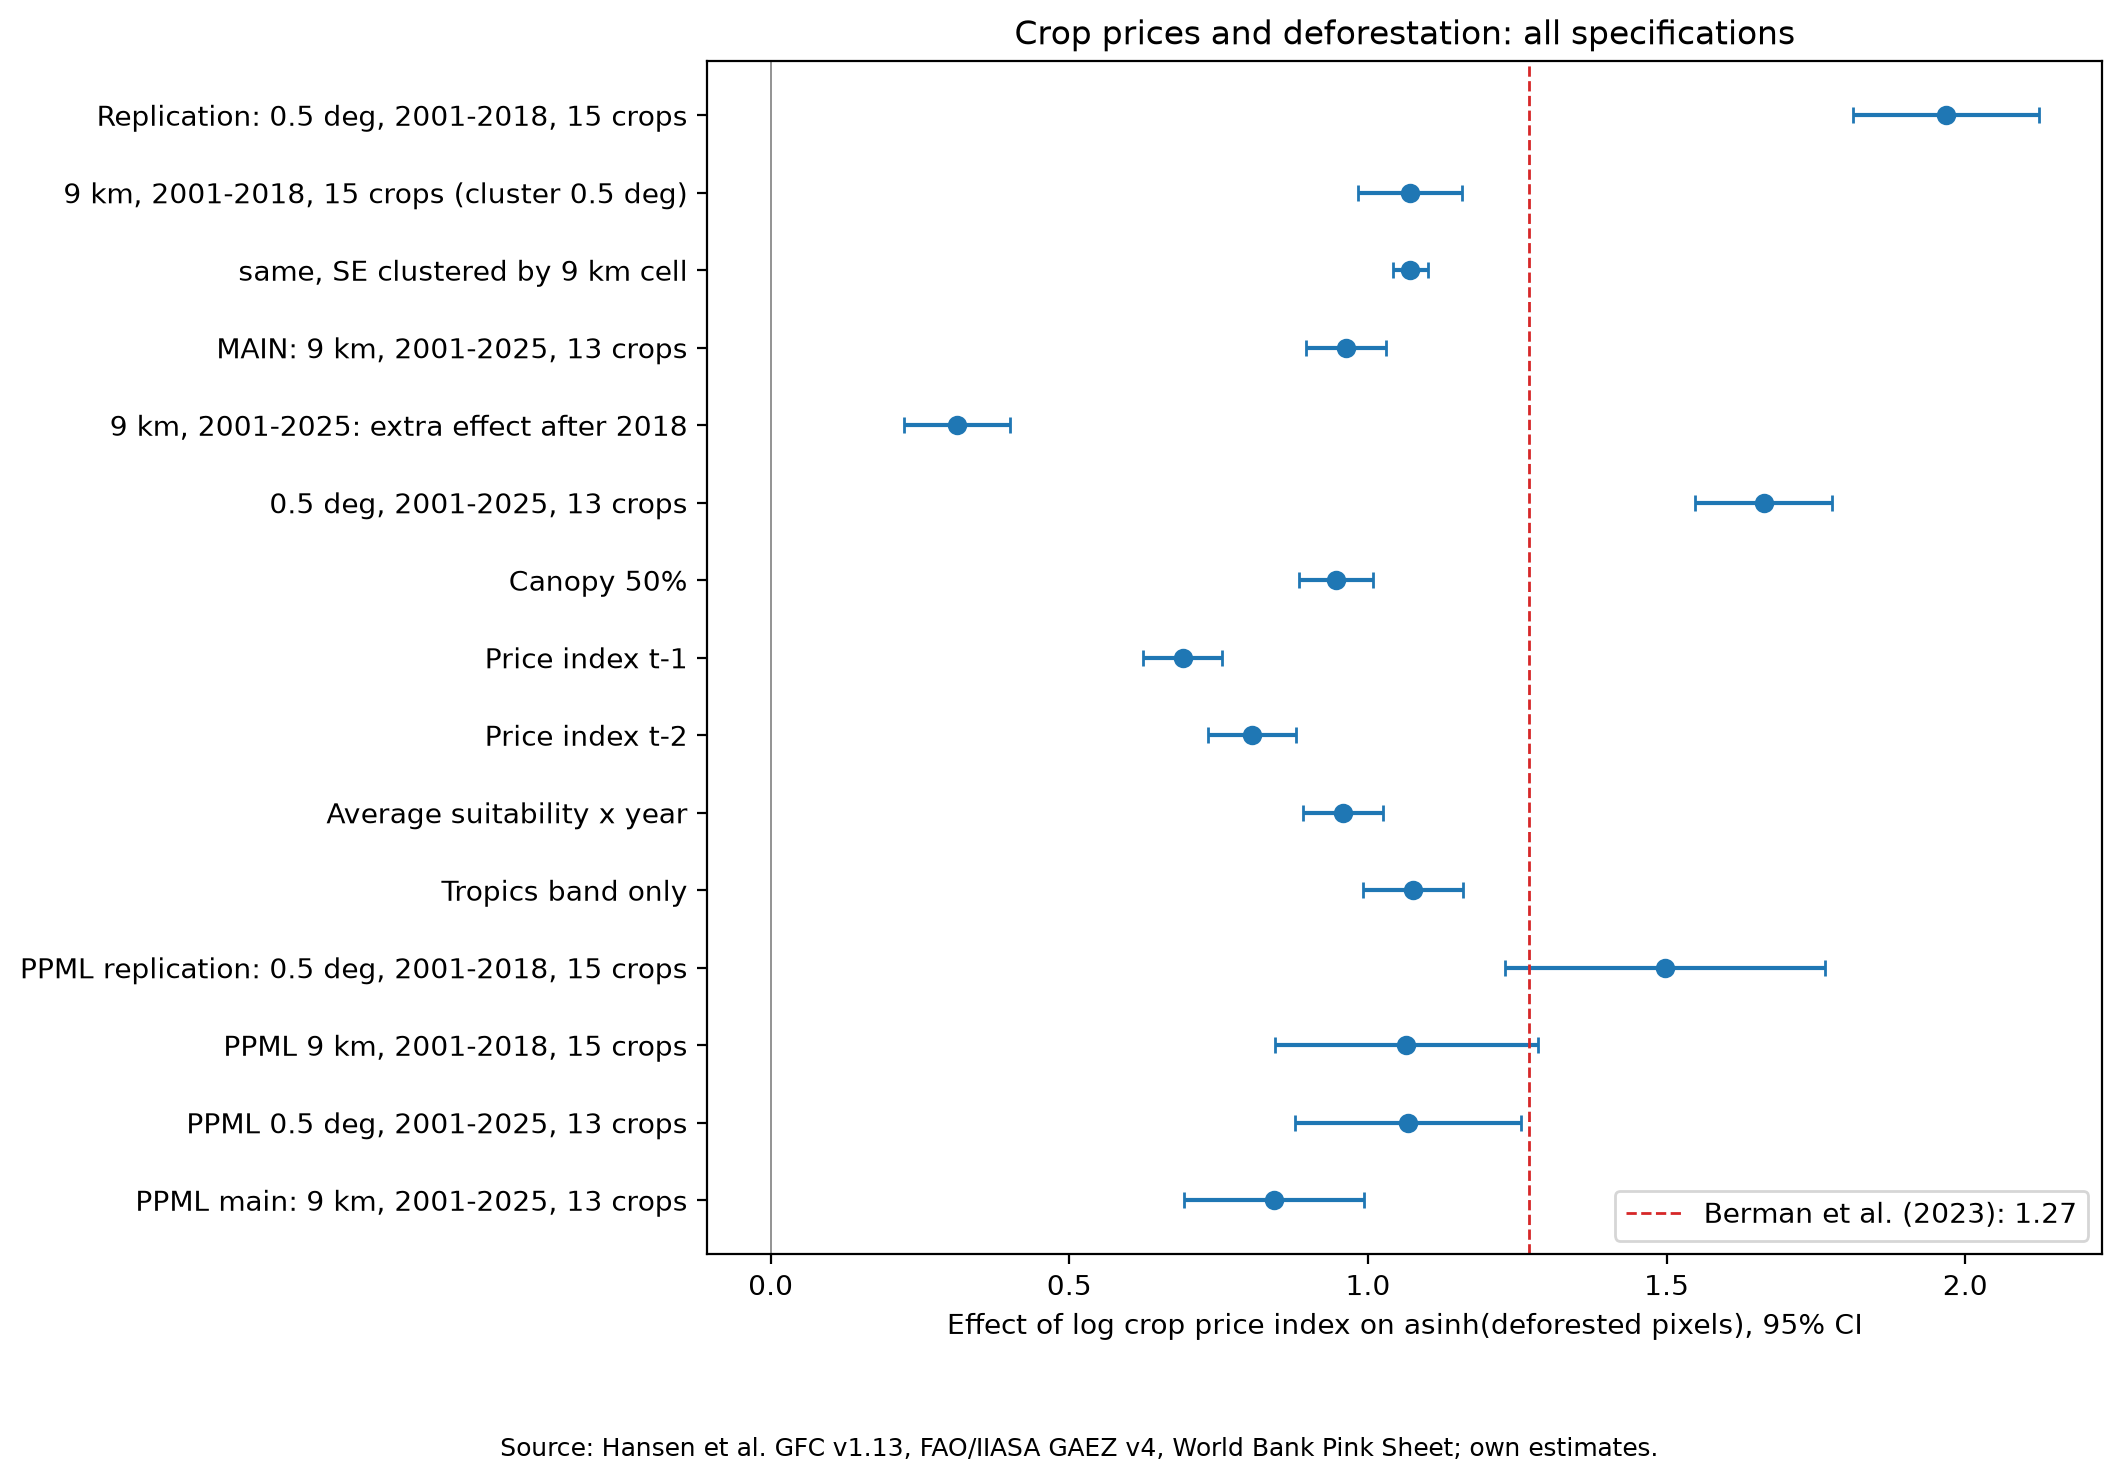 Crop prices and deforestation: all specifications
Replication: 0.5 deg, 2001-2018, 15 crops
9 km, 2001-2018, 15 crops (cluster 0.5 deg)
same, SE clustered by 9 km cell
MAIN: 9 km, 2001-2025, 13 crops
9 km, 2001-2025: extra effect after 2018
0.5 deg, 2001-2025, 13 crops
Canopy 50%
Price index t-1
Price index t-2
Average suitability x year
Tropics band only
PPML replication: 0.5 deg, 2001-2018, 15 crops
PPML 9 km, 2001-2018, 15 crops
PPML 0.5 deg, 2001-2025, 13 crops
PPML main: 9 km, 2001-2025, 13 crops
Berman et al. (2023): 1.27
0.0 0.5 1.0 1.5 2.0
Effect of log crop price index on asinh(deforested pixels), 95% CI
Source: Hansen et al. GFC v1.13, FAO/IIASA GAEZ v4, World Bank Pink Sheet; own estimates.